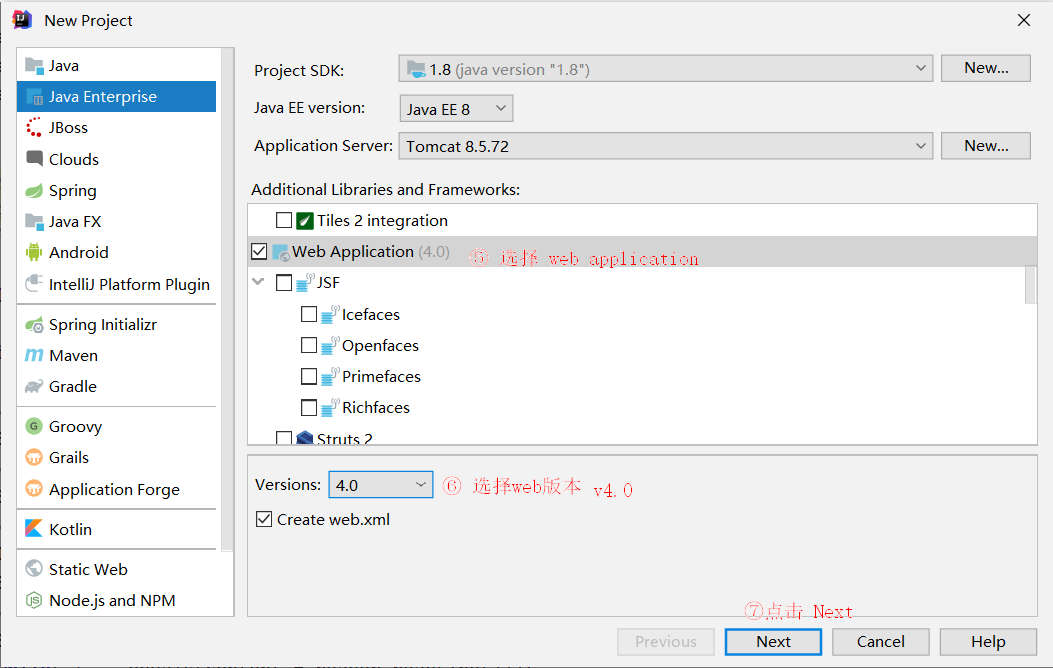 New Project
Java
Java Enterprise
JBoss
Clouds
Spring
Java FX
Android
IntelliJ Platform Plugin
Spring Initializr
Maven
Gradle
Groovy
Grails
Application Forge
Kotlin
Static Web
Node.js and NPM
Project SDK: 1.8 (java version "1.8") New...
Java EE version: Java EE 8
Application Server: Tomcat 8.5.72 New...
Additional Libraries and Frameworks:
Tiles 2 integration
Web Application (4.0) ⑤ 选择 web application
JSF
Icefaces
Openfaces
Primefaces
Richfaces
Struts 2
Versions: 4.0 ⑥ 选择web版本 v4.0
Create web.xml
⑦点击 Next
Previous Next Cancel Help